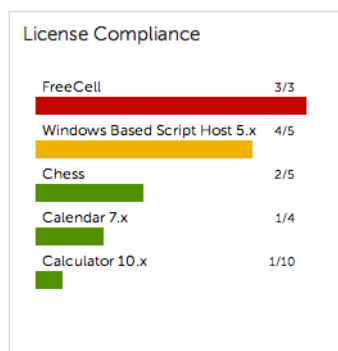 License Compliance
FreeCell 3/3
Windows Based Script Host 5.x 4/5
Chess 2/5
Calendar 7.x 1/4
Calculator 10.x 1/10